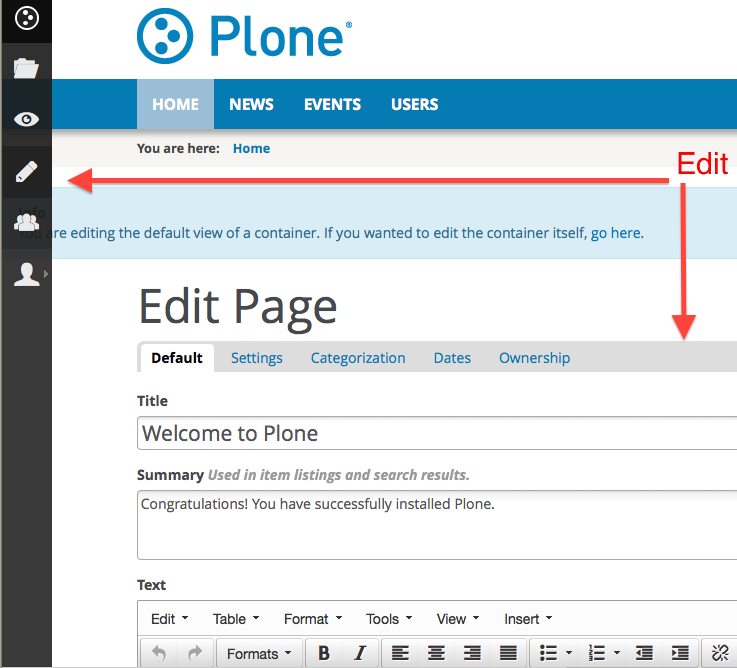 Plone®
HOME NEWS EVENTS USERS
You are here: Home
Edit
Info
You are editing the default view of a container. If you wanted to edit the container itself, go here.
Edit Page
Default Settings Categorization Dates Ownership
Title
Welcome to Plone
Summary Used in item listings and search results.
Congratulations! You have successfully installed Plone.
Text
Edit Table Format Tools View Insert
Formats B I